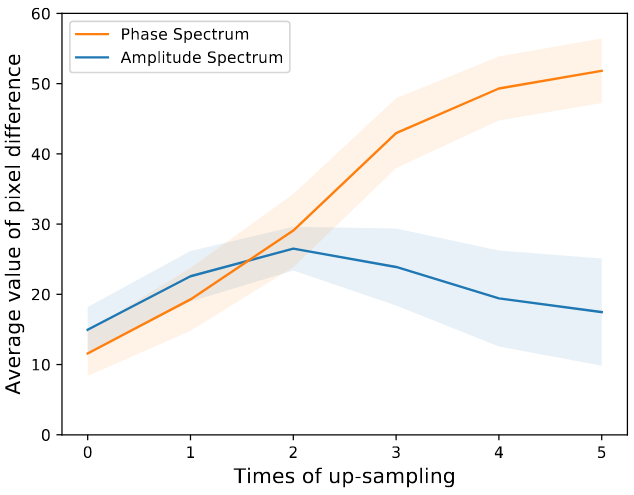 60
50
40
30
20
10
0
Average value of pixel difference
Phase Spectrum
Amplitude Spectrum
0 1 2 3 4 5
Times of up-sampling